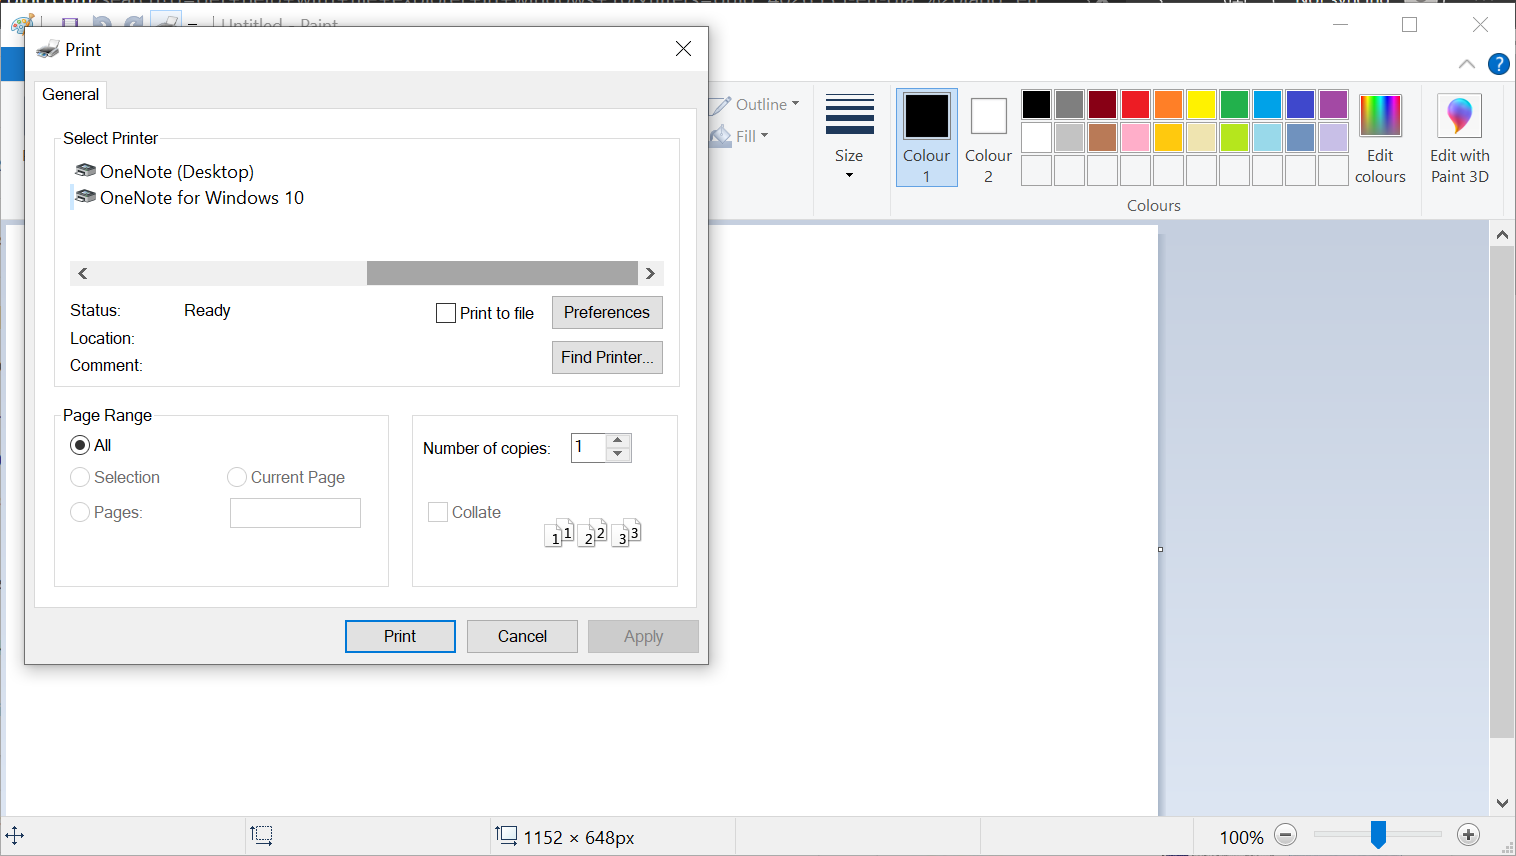 Untitled - Paint
Print
General
Select Printer
OneNote (Desktop)
OneNote for Windows 10
Status: Ready
Print to file
Preferences
Location:
Comment:
Find Printer...
Page Range
All
Selection
Current Page
Pages:
Number of copies: 1
Collate
1 1 2 2 3 3
Print
Cancel
Apply
Outline
Fill
Size
Colour
1
Colour
2
Edit
colours
Edit with
Paint 3D
Colours
?
1152 × 648px
100%